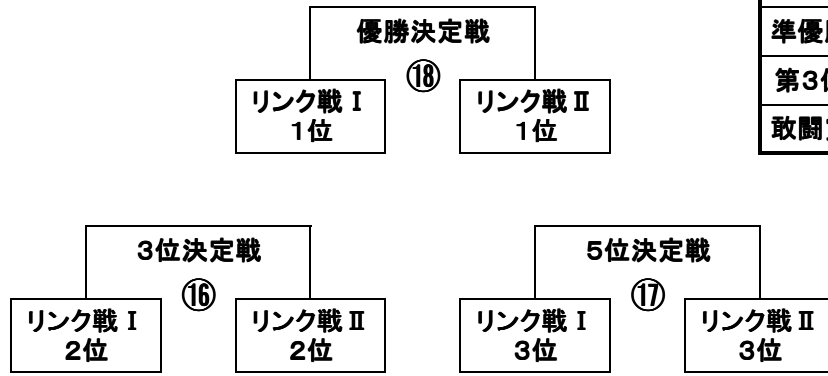 優勝決定戦
⑱
リンク戦Ⅰ
1位
リンク戦Ⅱ
1位
準優
第3
敢闘
3位決定戦
⑯
リンク戦Ⅰ
2位
リンク戦Ⅱ
2位
5位決定戦
⑰
リンク戦Ⅰ
3位
リンク戦Ⅱ
3位